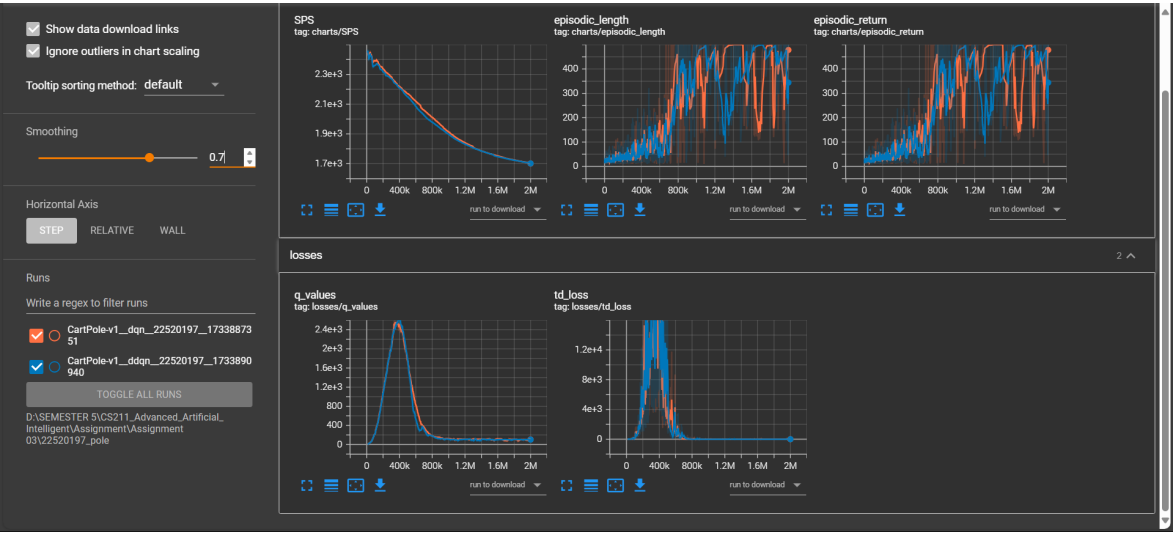 Show data download links
Ignore outliers in chart scaling
Tooltip sorting method: default
Smoothing
0.7
Horizontal Axis
STEP RELATIVE WALL
Runs
Write a regex to filter runs
CartPole-v1__dqn__22520197__17338873
51
CartPole-v1__ddqn__22520197__1733890
940
TOGGLE ALL RUNS
D:\SEMESTER 5\CS211_Advanced_Artificial_
Intelligent\Assignment\Assignment
03\22520197_pole
SPS
tag: charts/SPS
2.3e+3
2.1e+3
1.9e+3
1.7e+3
0 400k 800k 1.2M 1.6M 2M
run to download
episodic_length
tag: charts/episodic_length
400
300
200
100
0
0 400k 800k 1.2M 1.6M 2M
run to download
episodic_return
tag: charts/episodic_return
400
300
200
100
0
0 400k 800k 1.2M 1.6M 2M
run to download
losses
2
q_values
tag: losses/q_values
2.4e+3
2e+3
1.6e+3
1.2e+3
800
400
0
0 400k 800k 1.2M 1.6M 2M
run to download
td_loss
tag: losses/td_loss
1.2e+4
8e+3
4e+3
0
0 400k 800k 1.2M 1.6M 2M
run to download